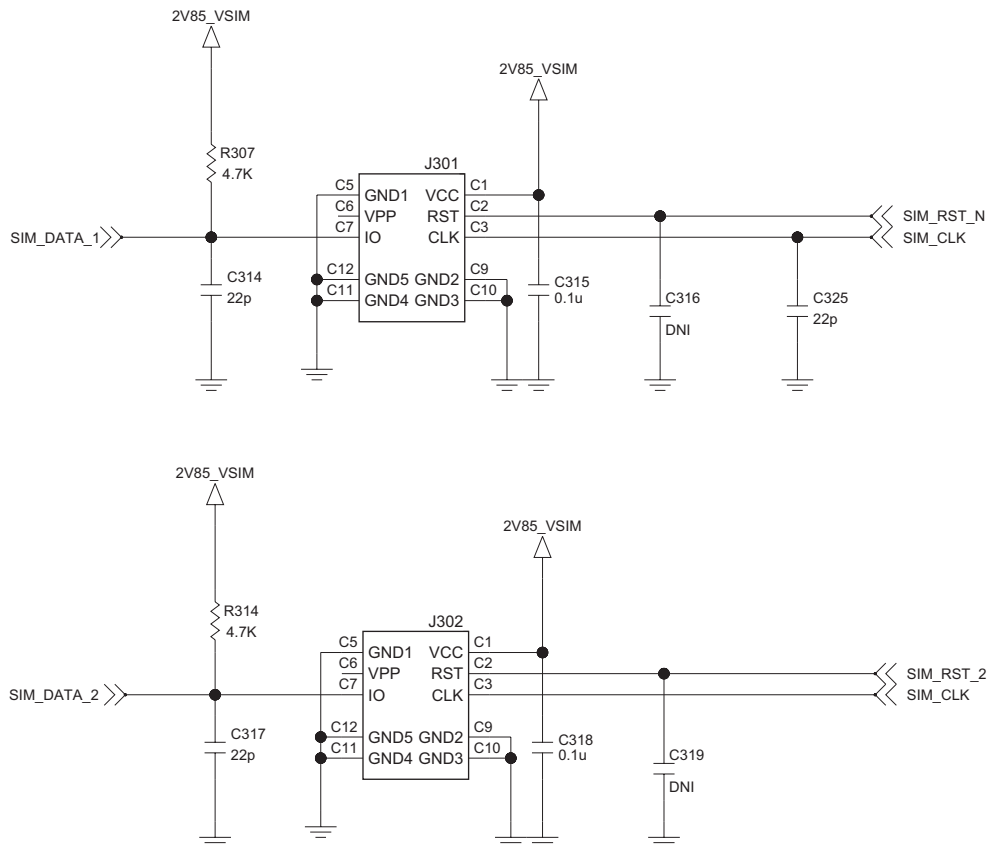 2V85_VSIM
2V85_VSIM
R307
4.7K
J301
C5 GND1 VCC C1
C6 VPP RST C2 SIM_RST_N
SIM_DATA_1 C7 IO CLK C3 SIM_CLK
C12 GND5 GND2 C9
C11 GND4 GND3 C10
C314
22p
C315
0.1u
C316
DNI
C325
22p
2V85_VSIM
2V85_VSIM
R314
4.7K
J302
C5 GND1 VCC C1
C6 VPP RST C2 SIM_RST_2
SIM_DATA_2 C7 IO CLK C3 SIM_CLK
C12 GND5 GND2 C9
C11 GND4 GND3 C10
C317
22p
C318
0.1u
C319
DNI